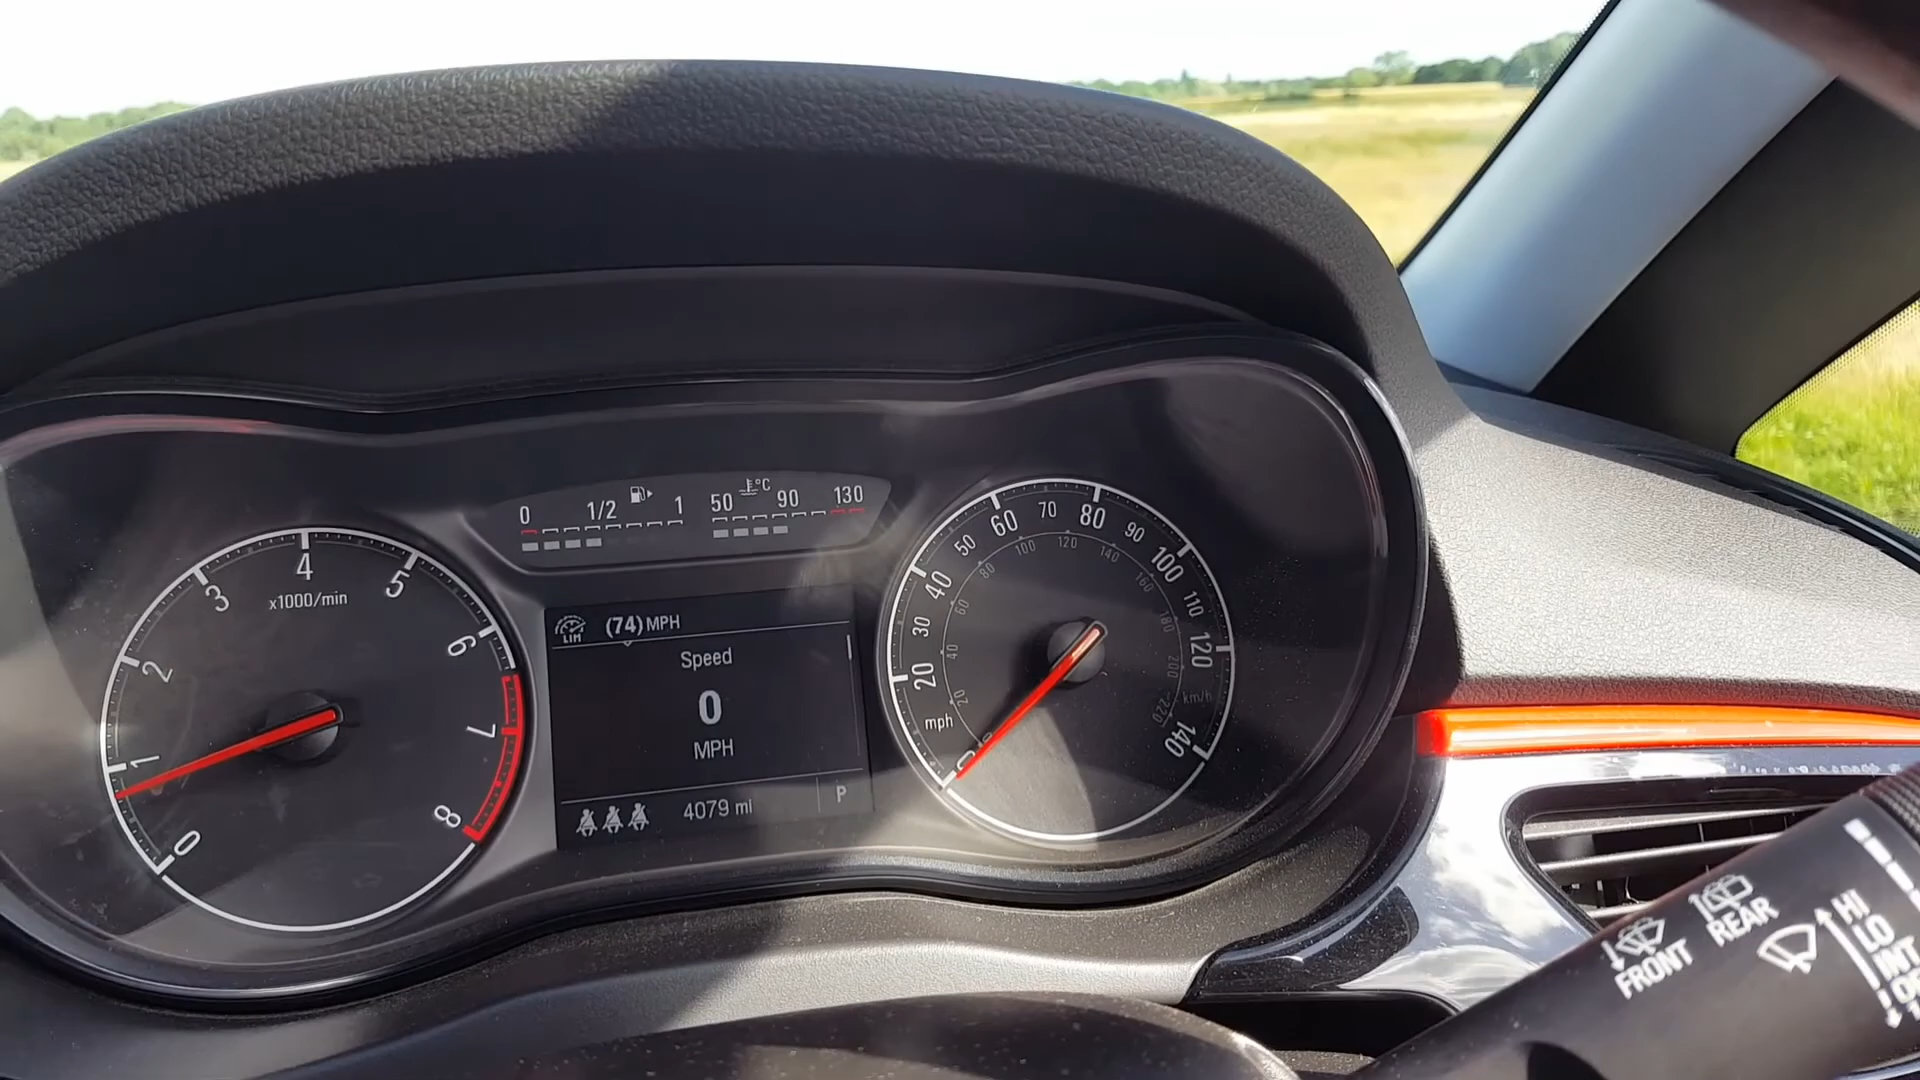 0 1/2 1 50 °C 90 130
0 1 2 3 4 5 6 7 8
x1000/min
LIM (74) MPH
Speed
0
MPH
4079 mi P
0 20 30 40 50 60 70 80 90 100 110 120 140
mph
20 40 60 80 100 120 140 160 180 200 220
km/h
FRONT
REAR
HI
LO
INT